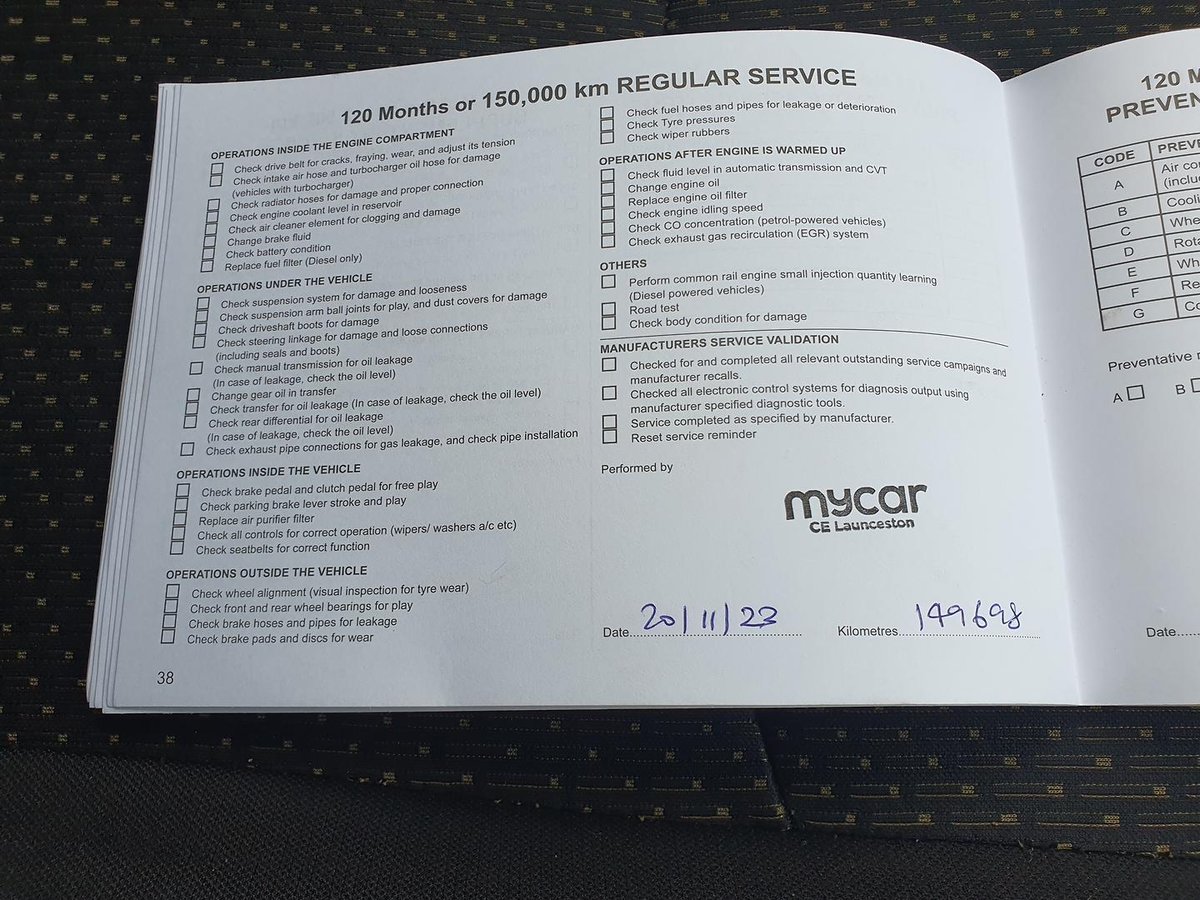 120 Months or 150,000 km REGULAR SERVICE
OPERATIONS INSIDE THE ENGINE COMPARTMENT
Check drive belt for cracks, fraying, wear, and adjust its tension
Check intake air hose and turbocharger oil hose for damage
(vehicles with turbocharger)
Check radiator hoses for damage and proper connection
Check engine coolant level in reservoir
Check air cleaner element for clogging and damage
Change brake fluid
Check battery condition
Replace fuel filter (Diesel only)
OPERATIONS UNDER THE VEHICLE
Check suspension system for damage and looseness
Check suspension arm ball joints for play, and dust covers for damage
Check driveshaft boots for damage
Check steering linkage for damage and loose connections
(including seals and boots)
Check manual transmission for oil leakage
(In case of leakage, check the oil level)
Change gear oil in transfer
Check transfer for oil leakage (In case of leakage, check the oil level)
Check rear differential for oil leakage
(In case of leakage, check the oil level)
Check exhaust pipe connections for gas leakage, and check pipe installation
OPERATIONS INSIDE THE VEHICLE
Check brake pedal and clutch pedal for free play
Check parking brake lever stroke and play
Replace air purifier filter
Check all controls for correct operation (wipers/ washers a/c etc)
Check seatbelts for correct function
OPERATIONS OUTSIDE THE VEHICLE
Check wheel alignment (visual inspection for tyre wear)
Check front and rear wheel bearings for play
Check brake hoses and pipes for leakage
Check brake pads and discs for wear
38
Check fuel hoses and pipes for leakage or deterioration
Check Tyre pressures
Check wiper rubbers
OPERATIONS AFTER ENGINE IS WARMED UP
Check fluid level in automatic transmission and CVT
Change engine oil
Replace engine oil filter
Check engine idling speed
Check CO concentration (petrol-powered vehicles)
Check exhaust gas recirculation (EGR) system
OTHERS
Perform common rail engine small injection quantity learning
(Diesel powered vehicles)
Road test
Check body condition for damage
MANUFACTURERS SERVICE VALIDATION
Checked for and completed all relevant outstanding service campaigns and
manufacturer recalls.
Checked all electronic control systems for diagnosis output using
manufacturer specified diagnostic tools.
Service completed as specified by manufacturer.
Reset service reminder
Performed by
mycar
CE Launceston
Date 20/11/23 Kilometres 149698
120 M
PREVEN
CODE PREVE
A Air co
(inclu
B Cooli
C Whe
D Rota
E Wh
F Re
G Co
Preventative
A B
Date